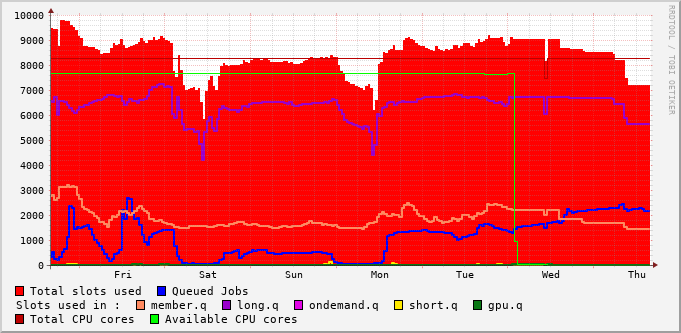 10000
9000
8000
7000
6000
5000
4000
3000
2000
1000
0
Fri Sat Sun Mon Tue Wed Thu
RRDTOOL / TOBI OETIKER
Total slots used Queued Jobs
Slots used in : member.q long.q ondemand.q short.q gpu.q
Total CPU cores Available CPU cores